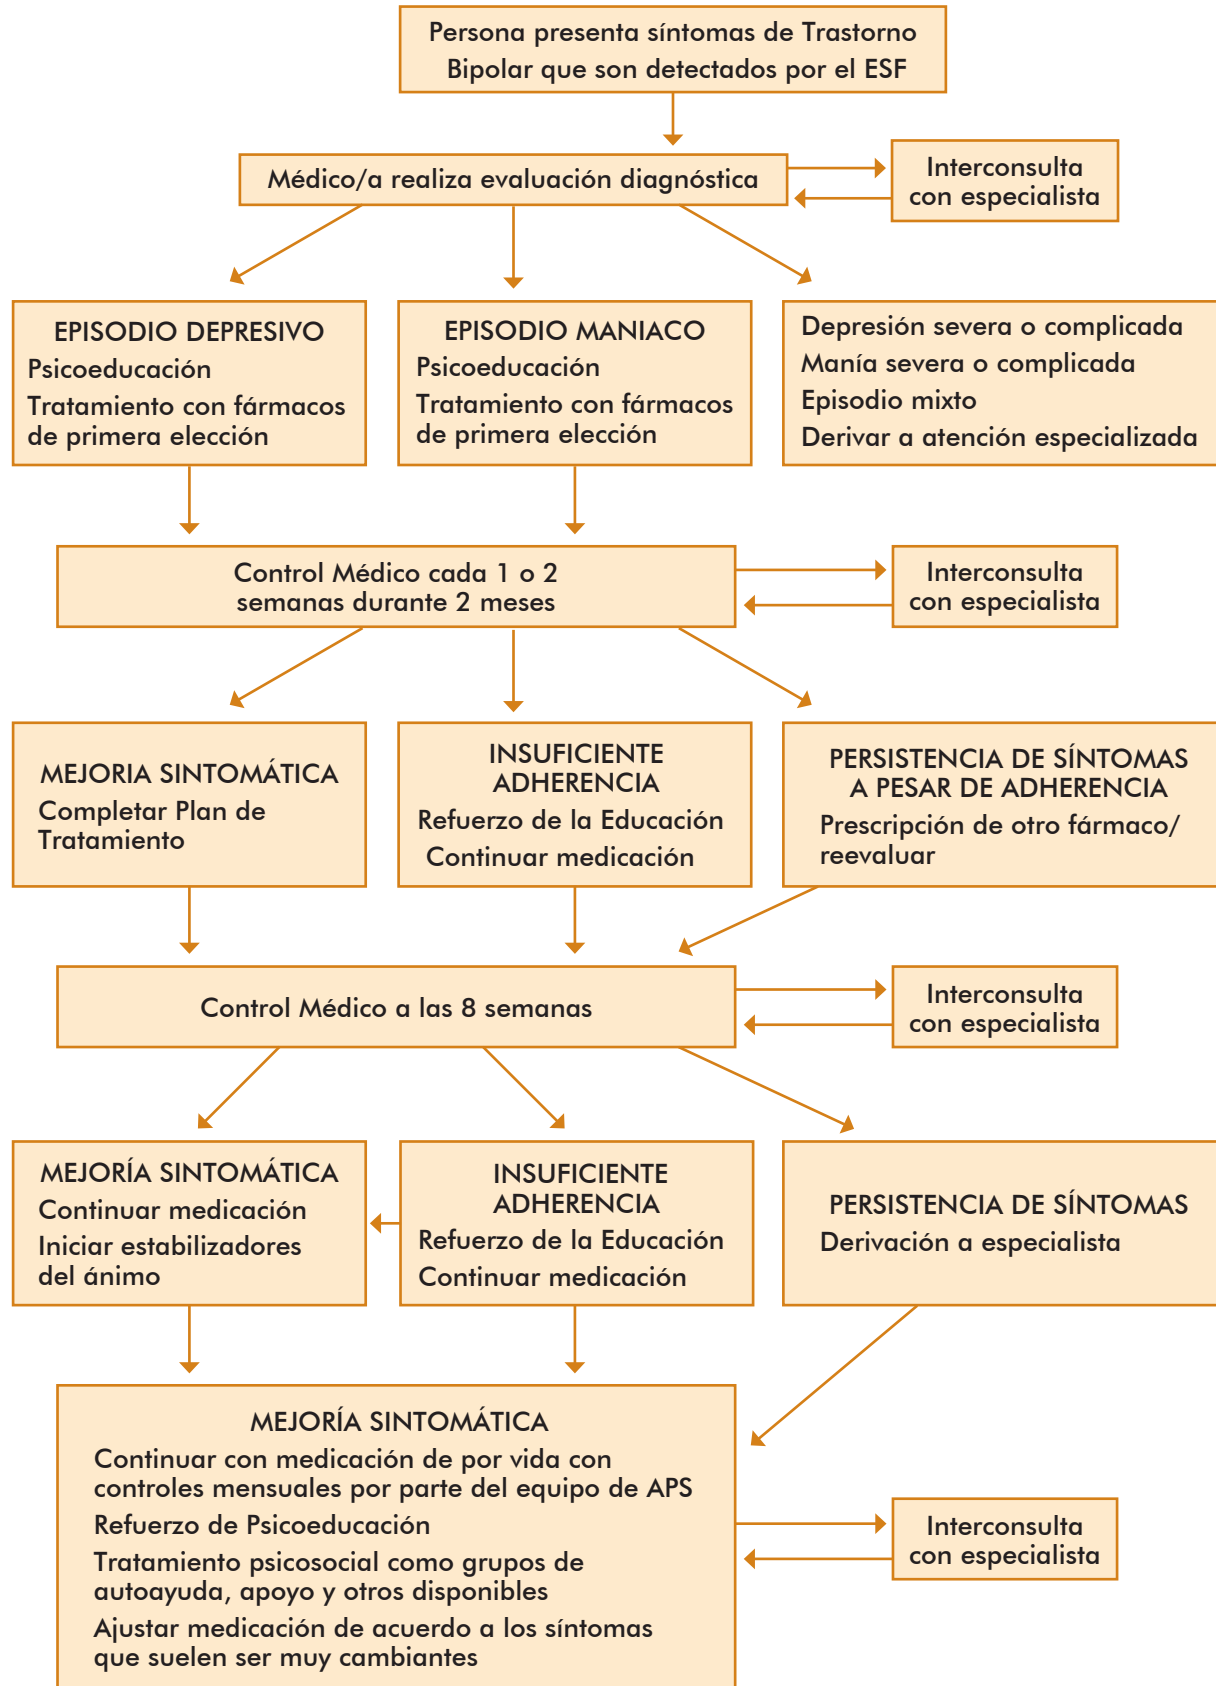 Persona presenta síntomas de Trastorno
Bipolar que son detectados por el ESF
Médico/a realiza evaluación diagnóstica
Interconsulta
con especialista
EPISODIO DEPRESIVO
Psicoeducación
Tratamiento con fármacos
de primera elección
EPISODIO MANIACO
Psicoeducación
Tratamiento con fármacos
de primera elección
Depresión severa o complicada
Manía severa o complicada
Episodio mixto
Derivar a atención especializada
Control Médico cada 1 o 2
semanas durante 2 meses
Interconsulta
con especialista
MEJORIA SINTOMÁTICA
Completar Plan de
Tratamiento
INSUFICIENTE
ADHERENCIA
Refuerzo de la Educación
Continuar medicación
PERSISTENCIA DE SÍNTOMAS
A PESAR DE ADHERENCIA
Prescripción de otro fármaco/
reevaluar
Control Médico a las 8 semanas
Interconsulta
con especialista
MEJORÍA SINTOMÁTICA
Continuar medicación
Iniciar estabilizadores
del ánimo
INSUFICIENTE
ADHERENCIA
Refuerzo de la Educación
Continuar medicación
PERSISTENCIA DE SÍNTOMAS
Derivación a especialista
MEJORÍA SINTOMÁTICA
Continuar con medicación de por vida con
controles mensuales por parte del equipo de APS
Refuerzo de Psicoeducación
Tratamiento psicosocial como grupos de
autoayuda, apoyo y otros disponibles
Ajustar medicación de acuerdo a los síntomas
que suelen ser muy cambiantes
Interconsulta
con especialista